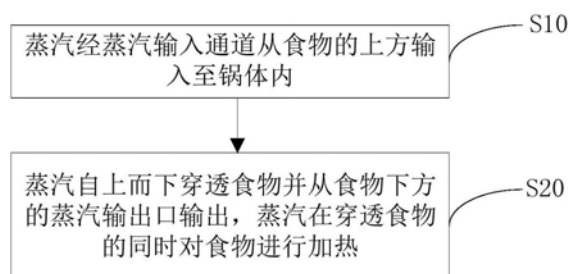 蒸汽经蒸汽输入通道从食物的上方输
入至锅体内
S10
蒸汽自上而下穿透食物并从食物下方
的蒸汽输出口输出，蒸汽在穿透食物
的同时对食物进行加热
S20